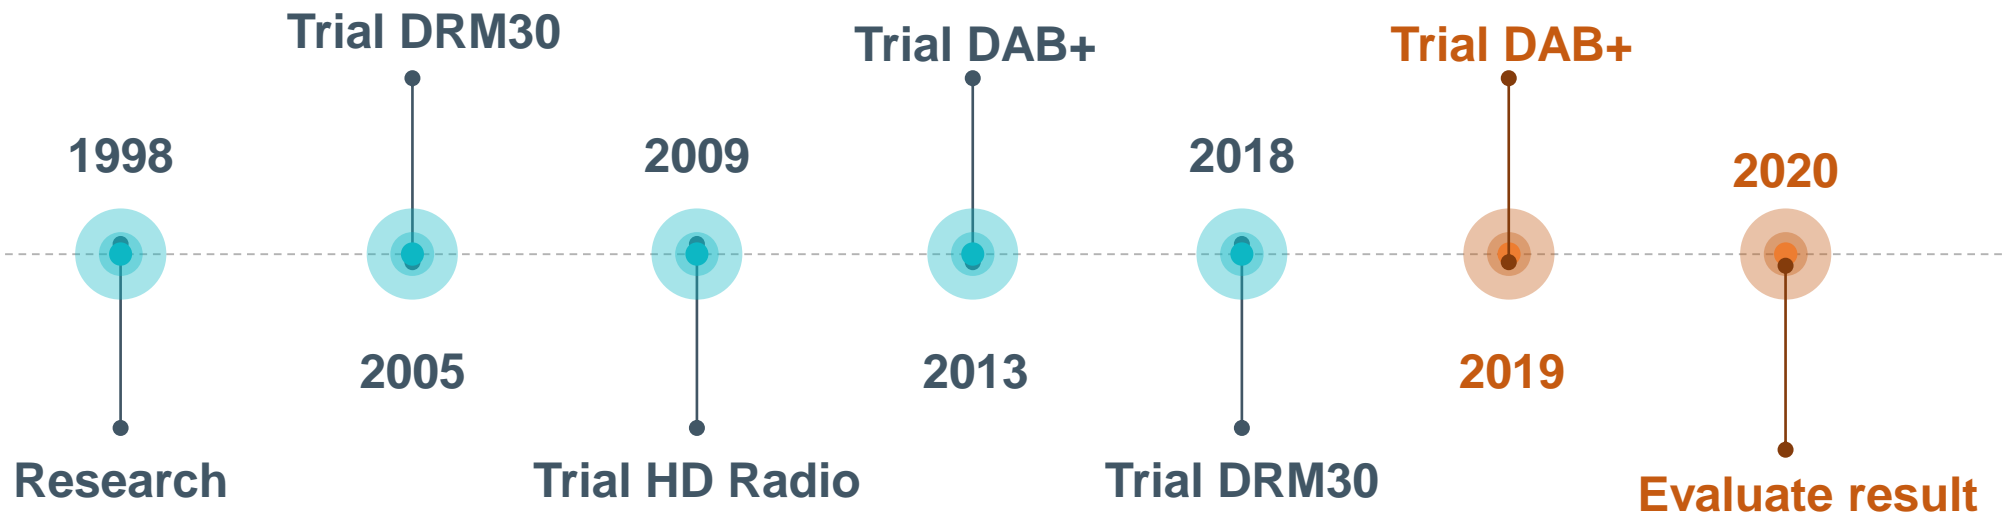 Trial DRM30
Trial DAB+
Trial DAB+
1998
2009
2018
2020
2005
2013
2019
Research
Trial HD Radio
Trial DRM30
Evaluate result